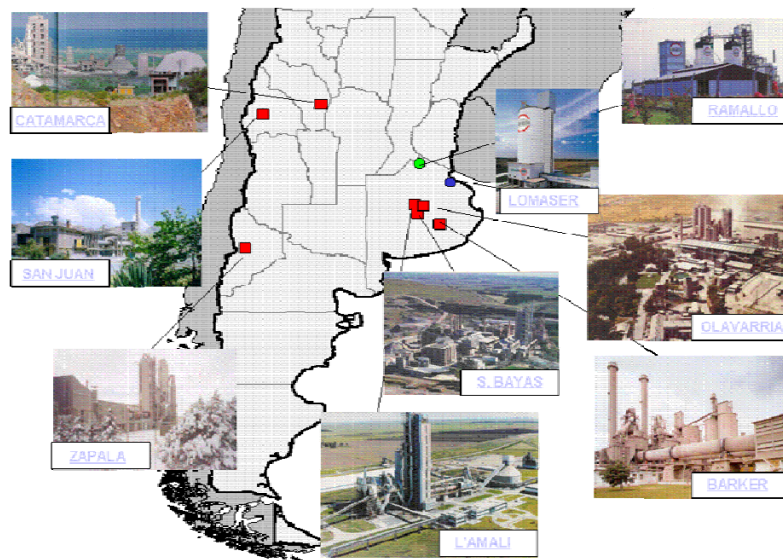 CATAMARCA
RAMALLO
LOMASER
SAN JUAN
OLAVARRIA
S. BAYAS
ZAPALA
BARKER
L'AMALI